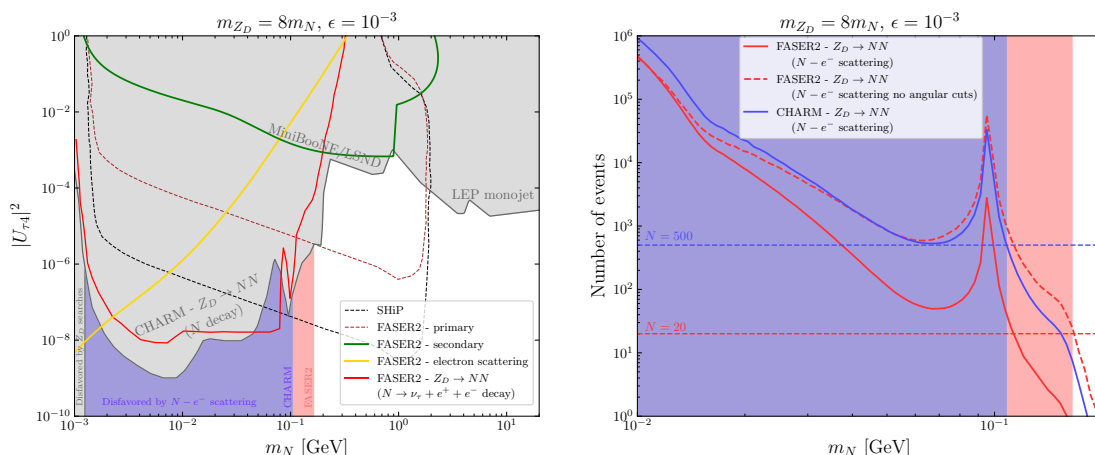 m_{Z_D} = 8m_N, ϵ = 10^{-3}
10^0
10^{-2}
10^{-4}
10^{-6}
10^{-8}
10^{-10}
|U_{τ4}|^2
MiniBooNE/LSND
LEP monojet
CHARM - Z_D → NN
(N decay)
Disfavored by Z_D searches
Disfavored by N − e^- scattering
CHARM
FASER2
SHiP
FASER2 - primary
FASER2 - secondary
FASER2 - electron scattering
FASER2 - Z_D → NN
(N → ν_τ + e^+ + e^- decay)
10^{-3}
10^{-2}
10^{-1}
10^0
10^1
m_N [GeV]
m_{Z_D} = 8m_N, ϵ = 10^{-3}
10^6
10^5
10^4
10^3
10^2
10^1
10^0
Number of events
FASER2 - Z_D → NN
(N − e^- scattering)
FASER2 - Z_D → NN
(N − e^- scattering no angular cuts)
CHARM - Z_D → NN
(N − e^- scattering)
N = 500
N = 20
10^{-2}
10^{-1}
m_N [GeV]